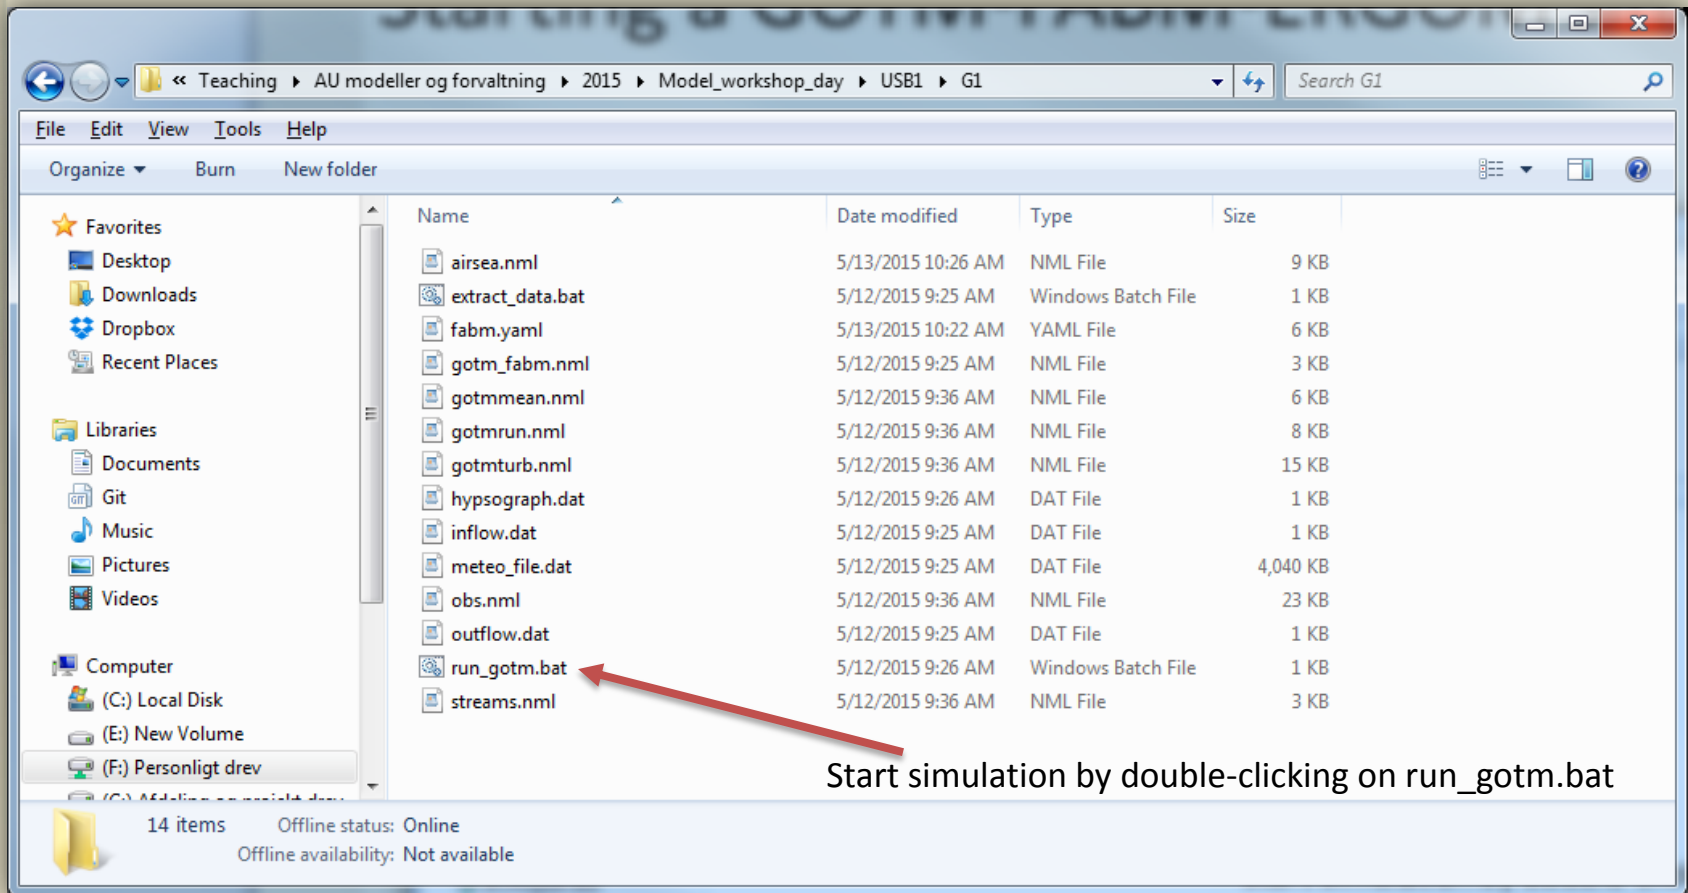 Starting a GOTM FABM ERGOM
« Teaching ▸ AU modeller og forvaltning ▸ 2015 ▸ Model_workshop_day ▸ USB1 ▸ G1
Search G1
File Edit View Tools Help
Organize Burn New folder
Favorites
Desktop
Downloads
Dropbox
Recent Places
Libraries
Documents
Git
Music
Pictures
Videos
Computer
(C:) Local Disk
(E:) New Volume
(F:) Personligt drev
Name Date modified Type Size
airsea.nml 5/13/2015 10:26 AM NML File 9 KB
extract_data.bat 5/12/2015 9:25 AM Windows Batch File 1 KB
fabm.yaml 5/13/2015 10:22 AM YAML File 6 KB
gotm_fabm.nml 5/12/2015 9:25 AM NML File 3 KB
gotmmean.nml 5/12/2015 9:36 AM NML File 6 KB
gotmrun.nml 5/12/2015 9:36 AM NML File 8 KB
gotmturb.nml 5/12/2015 9:36 AM NML File 15 KB
hypsograph.dat 5/12/2015 9:26 AM DAT File 1 KB
inflow.dat 5/12/2015 9:25 AM DAT File 1 KB
meteo_file.dat 5/12/2015 9:25 AM DAT File 4,040 KB
obs.nml 5/12/2015 9:36 AM NML File 23 KB
outflow.dat 5/12/2015 9:25 AM DAT File 1 KB
run_gotm.bat 5/12/2015 9:26 AM Windows Batch File 1 KB
streams.nml 5/12/2015 9:36 AM NML File 3 KB
Start simulation by double-clicking on run_gotm.bat
14 items Offline status: Online
Offline availability: Not available